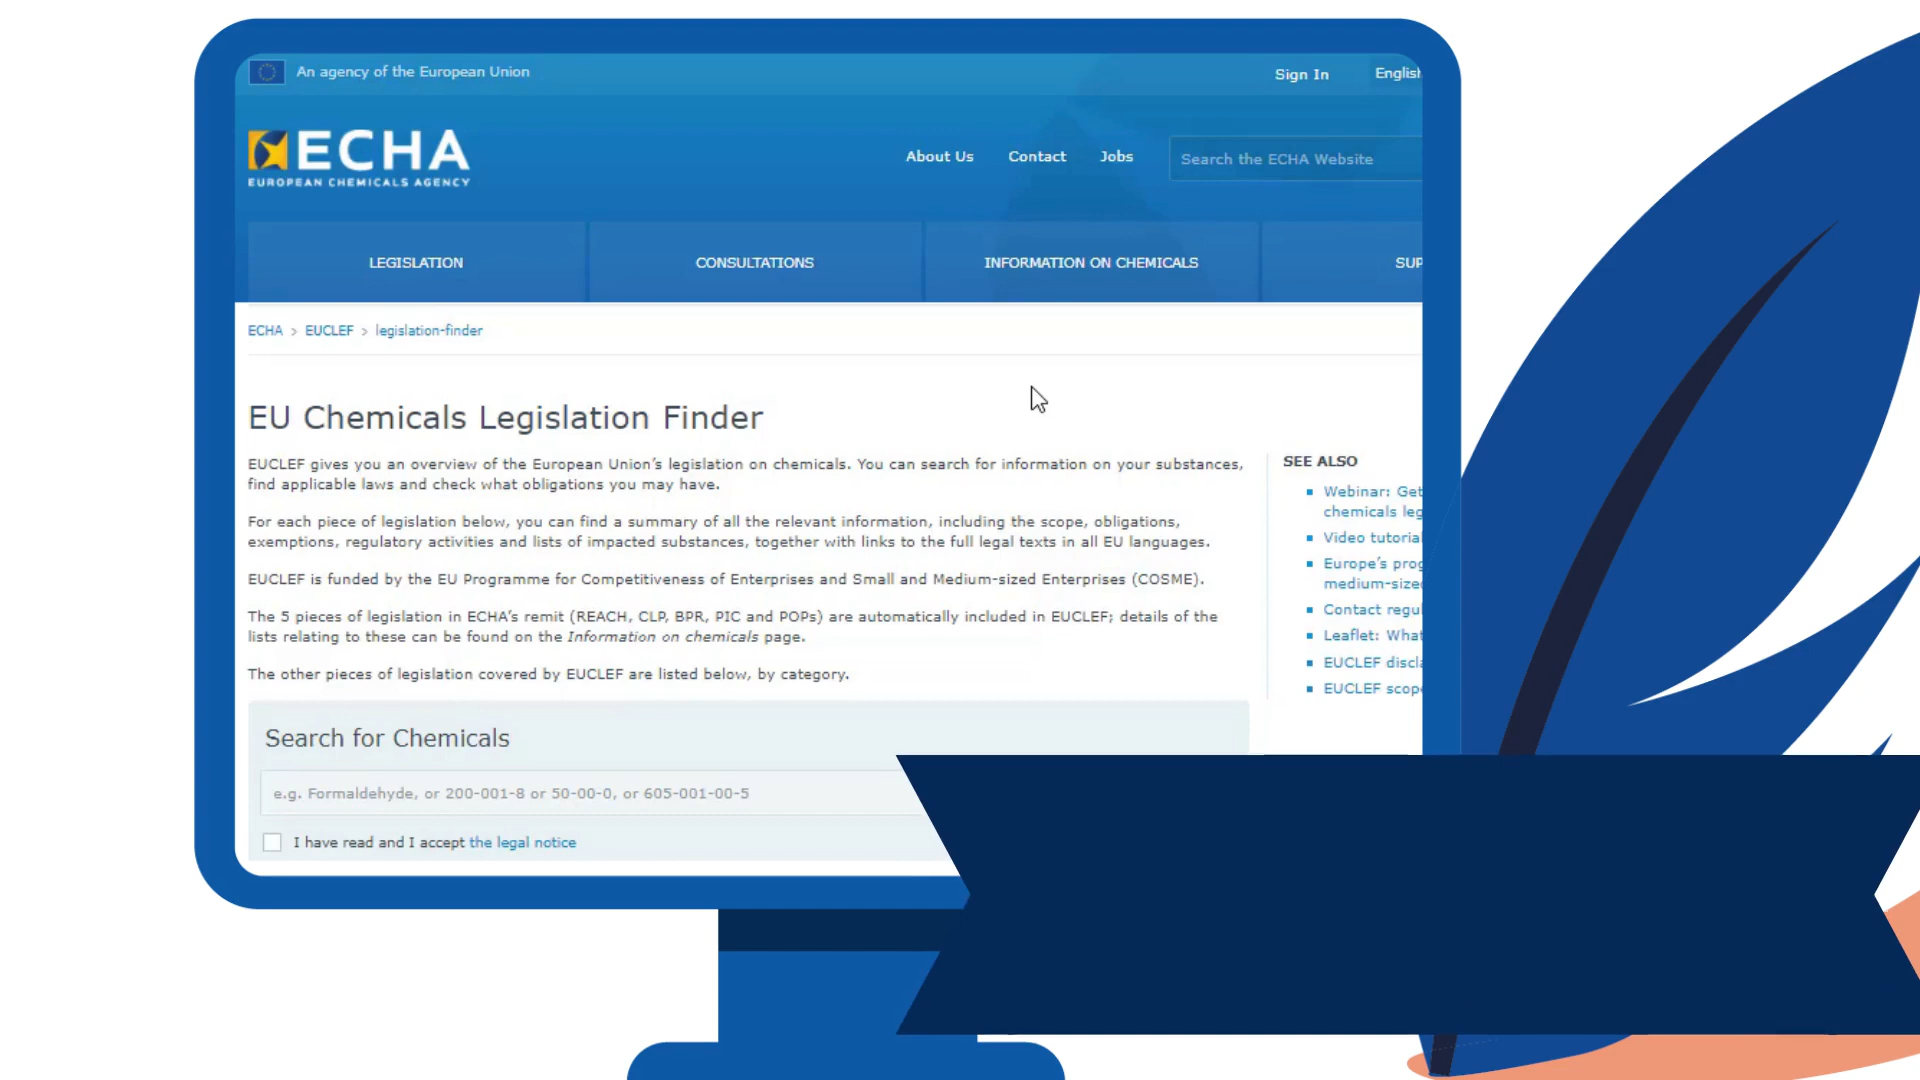 An agency of the European Union
Sign In
English
ECHA
EUROPEAN CHEMICALS AGENCY
About Us
Contact
Jobs
Search the ECHA Website
LEGISLATION
CONSULTATIONS
INFORMATION ON CHEMICALS
SUP
ECHA > EUCLEF > legislation-finder
EU Chemicals Legislation Finder
EUCLEF gives you an overview of the European Union's legislation on chemicals. You can search for information on your substances,
find applicable laws and check what obligations you may have.
For each piece of legislation below, you can find a summary of all the relevant information, including the scope, obligations,
exemptions, regulatory activities and lists of impacted substances, together with links to the full legal texts in all EU languages.
EUCLEF is funded by the EU Programme for Competitiveness of Enterprises and Small and Medium-sized Enterprises (COSME).
The 5 pieces of legislation in ECHA's remit (REACH, CLP, BPR, PIC and POPs) are automatically included in EUCLEF; details of the
lists relating to these can be found on the Information on chemicals page.
The other pieces of legislation covered by EUCLEF are listed below, by category.
SEE ALSO
Webinar: Get
chemicals leg
Video tutorial
Europe's prog
medium-sized
Contact regul
Leaflet: What
EUCLEF discla
EUCLEF scope
Search for Chemicals
e.g. Formaldehyde, or 200-001-8 or 50-00-0, or 605-001-00-5
I have read and I accept the legal notice